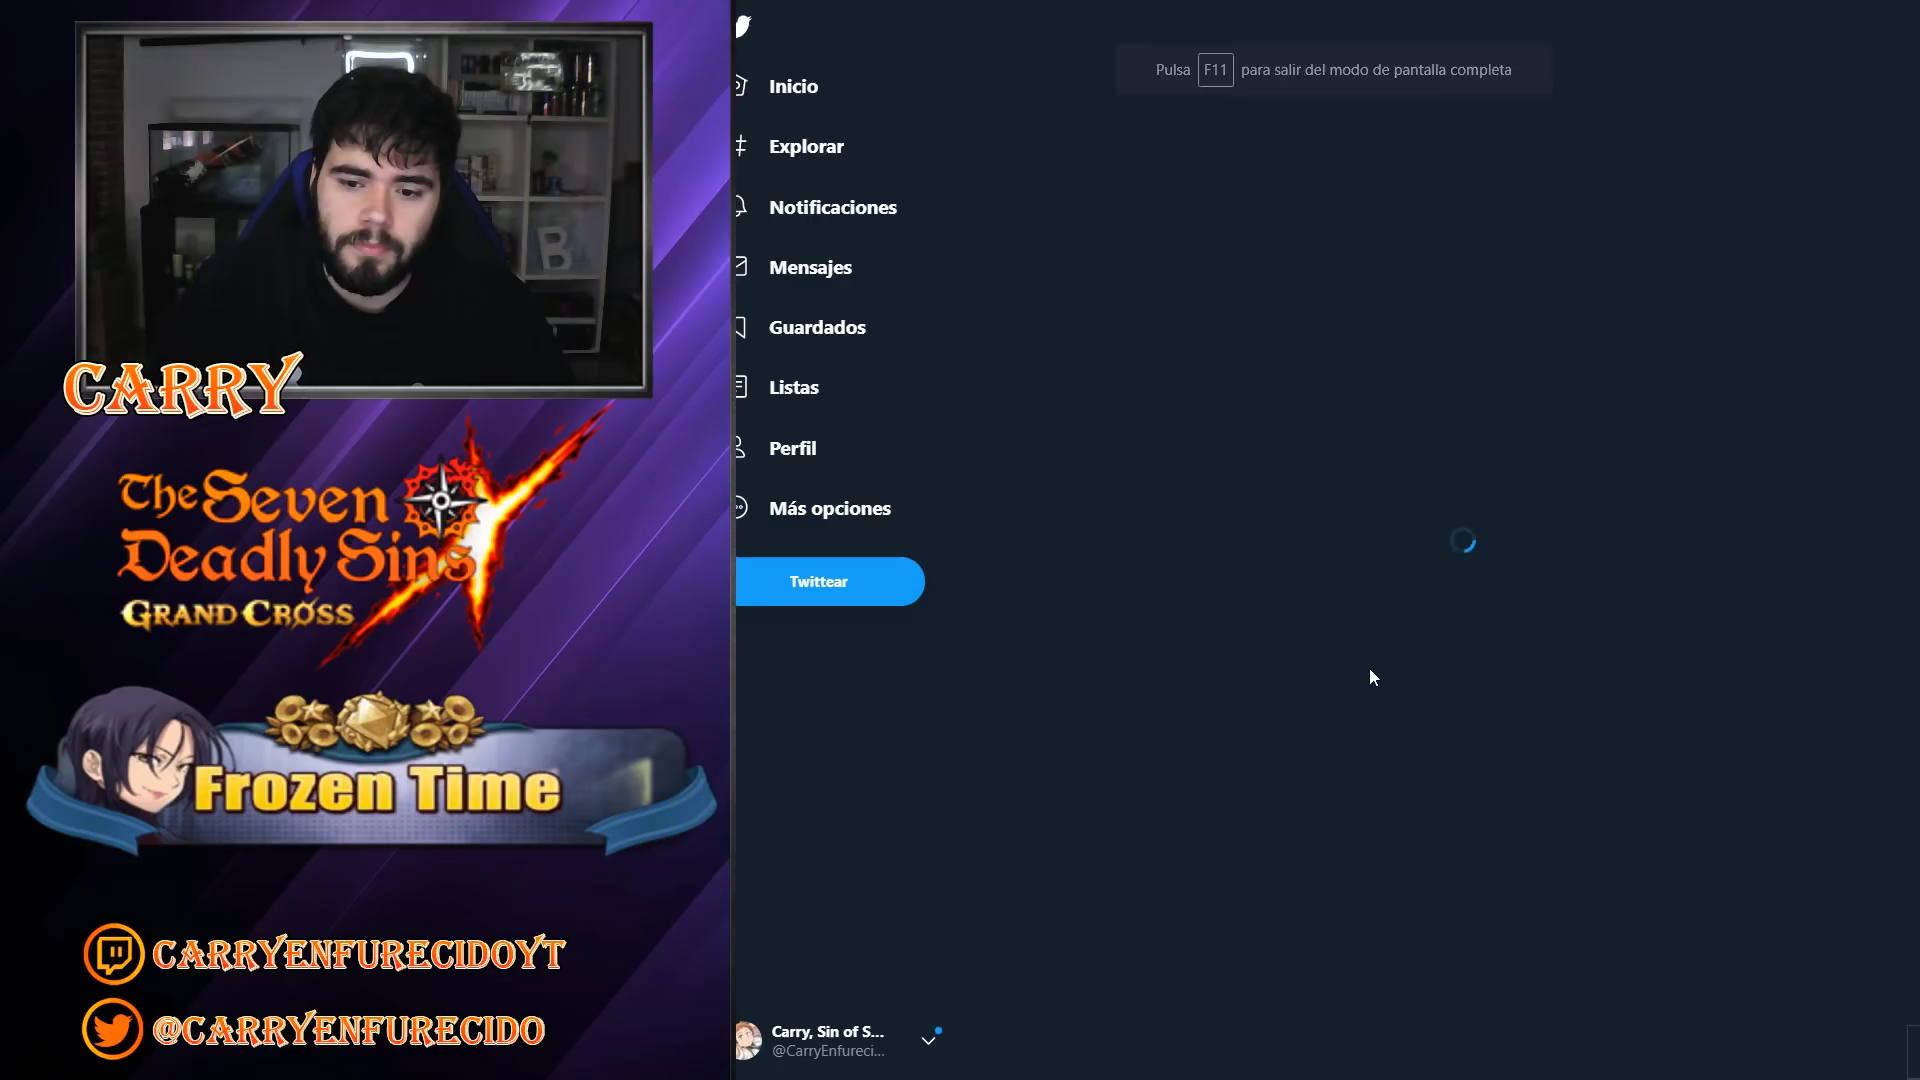 CARRY
The Seven
Deadly Sins
GRAND CROSS
Frozen Time
CARRYENFURECIDOYT
@CARRYENFURECIDO
Pulsa F11 para salir del modo de pantalla completa
Inicio
Explorar
Notificaciones
Mensajes
Guardados
Listas
Perfil
Más opciones
Twittear
Carry, Sin of S...
@CarryEnfureci...
B